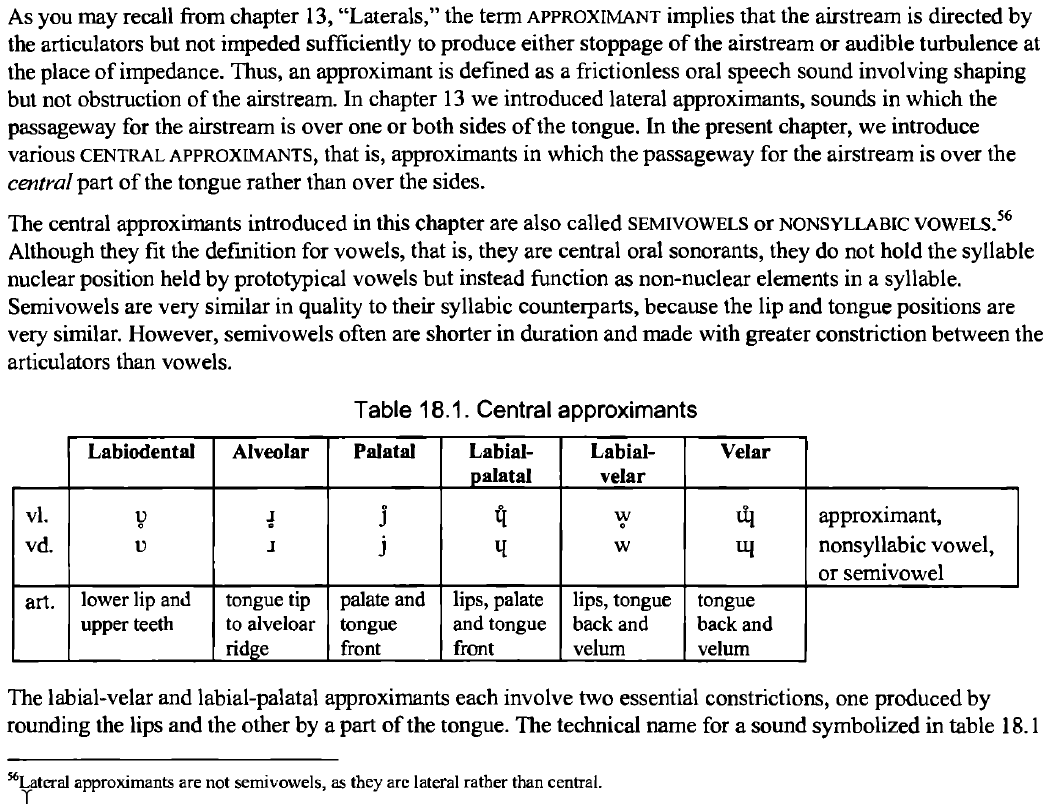 As you may recall from chapter 13, “Laterals,” the term APPROXIMANT implies that the airstream is directed by
the articulators but not impeded sufficiently to produce either stoppage of the airstream or audible turbulence at
the place of impedance. Thus, an approximant is defined as a frictionless oral speech sound involving shaping
but not obstruction of the airstream. In chapter 13 we introduced lateral approximants, sounds in which the
passageway for the airstream is over one or both sides of the tongue. In the present chapter, we introduce
various CENTRAL APPROXIMANTS, that is, approximants in which the passageway for the airstream is over the
central part of the tongue rather than over the sides.
The central approximants introduced in this chapter are also called SEMIVOWELS or NONSYLLABIC VOWELS.⁵⁶
Although they fit the definition for vowels, that is, they are central oral sonorants, they do not hold the syllable
nuclear position held by prototypical vowels but instead function as non-nuclear elements in a syllable.
Semivowels are very similar in quality to their syllabic counterparts, because the lip and tongue positions are
very similar. However, semivowels often are shorter in duration and made with greater constriction between the
articulators than vowels.
Table 18.1. Central approximants
Labiodental Alveolar Palatal Labial- Labial- Velar
palatal velar
vl. ʋ̥ ɹ̥ j̊ ɥ̊ w̥ ɰ̊ approximant,
vd. ʋ ɹ j ɥ w ɰ nonsyllabic vowel,
or semivowel
art. lower lip and tongue tip palate and lips, palate lips, tongue tongue
upper teeth to alveloar tongue and tongue back and back and
ridge front front velum velum
The labial-velar and labial-palatal approximants each involve two essential constrictions, one produced by
rounding the lips and the other by a part of the tongue. The technical name for a sound symbolized in table 18.1
⁵⁶Lateral approximants are not semivowels, as they are lateral rather than central.